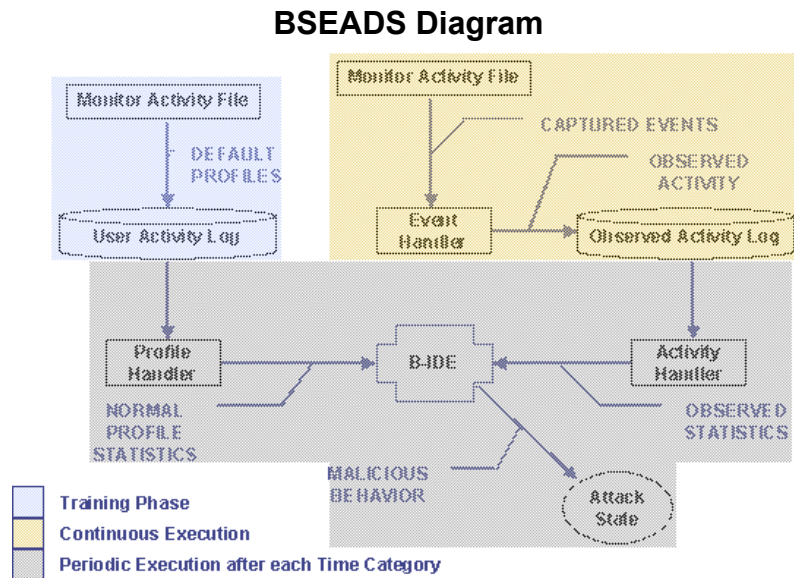 BSEADS Diagram
Monitor Activity File
DEFAULT
PROFILES
User Activity Log
Monitor Activity File
CAPTURED EVENTS
OBSERVED
ACTIVITY
Event
Handler
Observed Activity Log
Profile
Handler
B-IDE
Activity
Handler
NORMAL
PROFILE
STATISTICS
OBSERVED
STATISTICS
MALICIOUS
BEHAVIOR
Attack
State
Training Phase
Continuous Execution
Periodic Execution after each Time Category